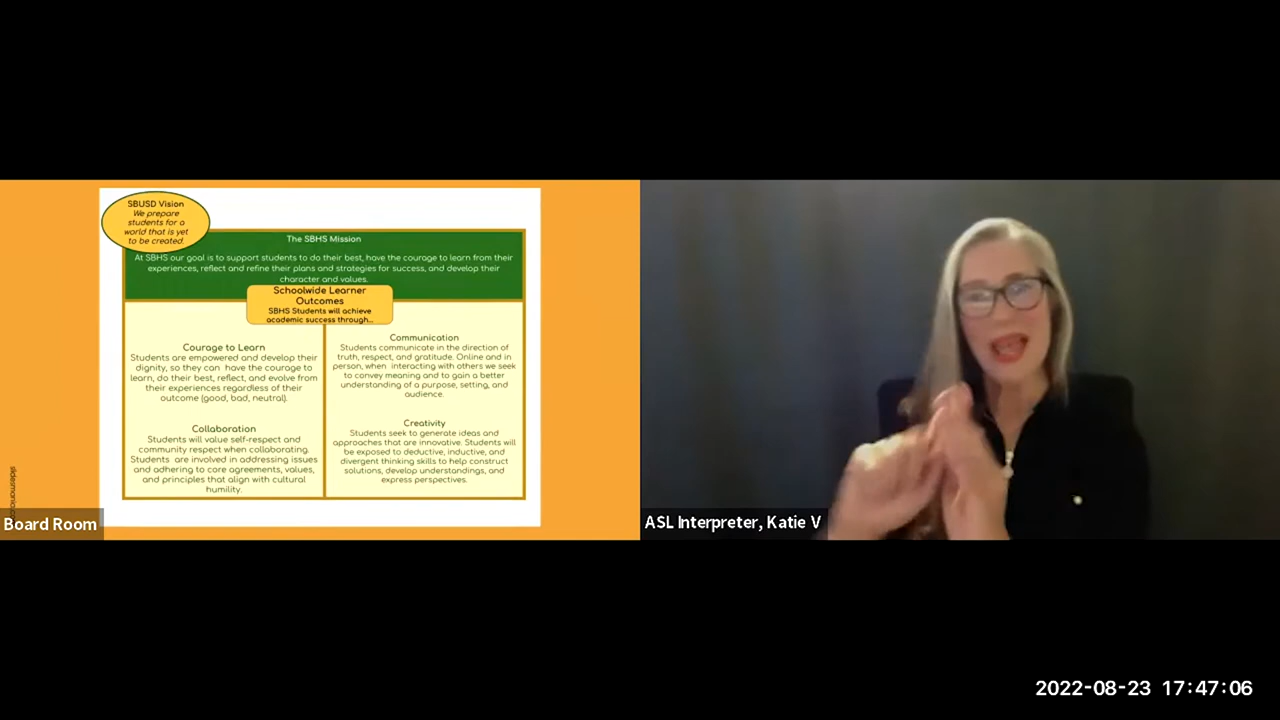 SBUSD Vision
We prepare
students for a
world that is yet
to be created.
The SBHS Mission
At SBHS our goal is to support students to do their best, have the courage to learn from their
experiences, reflect and refine their plans and strategies for success, and develop their
character and values.
Schoolwide Learner
Outcomes
SBHS Students will achieve
academic success through...
Courage to Learn
Students are empowered and develop their
dignity, so they can have the courage to
learn, do their best, reflect, and evolve from
their experiences regardless of their
outcome (good, bad, neutral).
Collaboration
Students will value self-respect and
community respect when collaborating.
Students are involved in addressing issues
and adhering to core agreements, values,
and principles that align with cultural
humility.
Communication
Students communicate in the direction of
truth, respect, and gratitude. Online and in
person, when interacting with others we seek
to convey meaning and to gain a better
understanding of a purpose, setting, and
audience.
Creativity
Students seek to generate ideas and
approaches that are innovative. Students will
be exposed to deductive, inductive, and
divergent thinking skills to help construct
solutions, develop understandings, and
express perspectives.
Board Room
ASL Interpreter, Katie V
2022-08-23 17:47:06